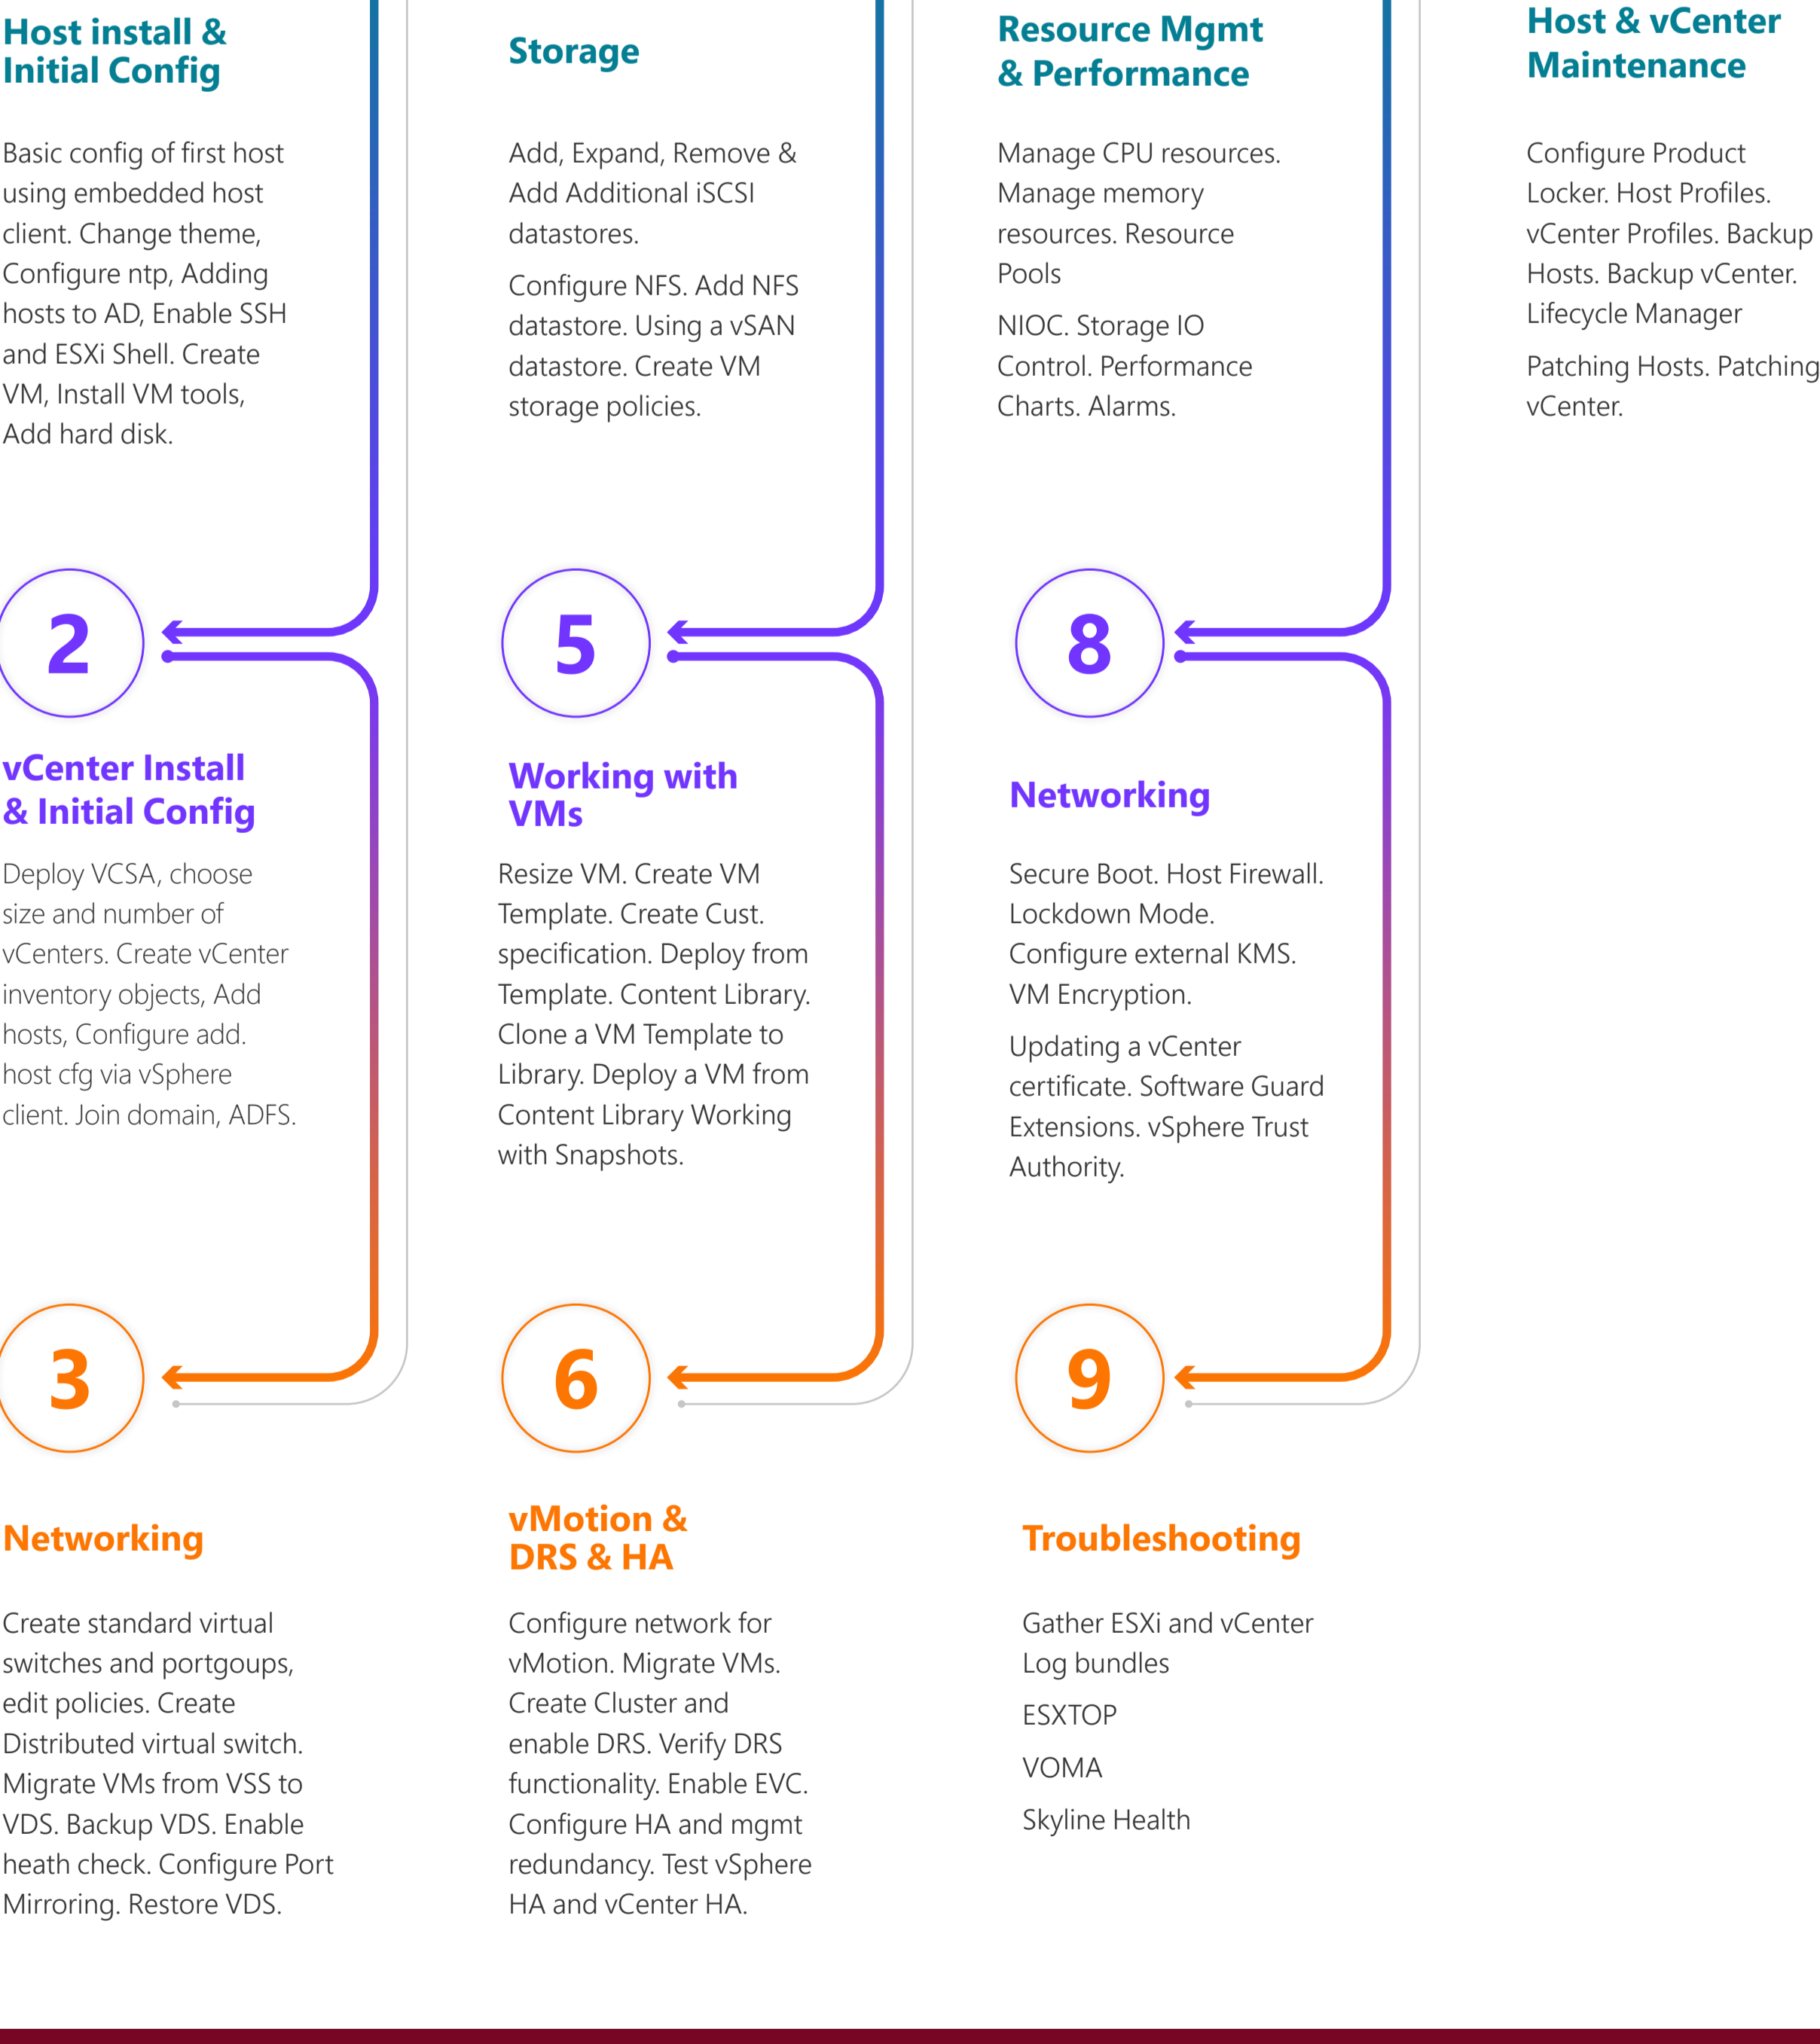 Host install &
Initial Config
Basic config of first host
using embedded host
client. Change theme,
Configure ntp, Adding
hosts to AD, Enable SSH
and ESXi Shell. Create
VM, Install VM tools,
Add hard disk.
2
vCenter Install
& Initial Config
Deploy VCSA, choose
size and number of
vCenters. Create vCenter
inventory objects, Add
hosts, Configure add.
host cfg via vSphere
client. Join domain, ADFS.
3
Networking
Create standard virtual
switches and portgoups,
edit policies. Create
Distributed virtual switch.
Migrate VMs from VSS to
VDS. Backup VDS. Enable
heath check. Configure Port
Mirroring. Restore VDS.
Storage
Add, Expand, Remove &
Add Additional iSCSI
datastores.
Configure NFS. Add NFS
datastore. Using a vSAN
datastore. Create VM
storage policies.
5
Working with
VMs
Resize VM. Create VM
Template. Create Cust.
specification. Deploy from
Template. Content Library.
Clone a VM Template to
Library. Deploy a VM from
Content Library Working
with Snapshots.
6
vMotion &
DRS & HA
Configure network for
vMotion. Migrate VMs.
Create Cluster and
enable DRS. Verify DRS
functionality. Enable EVC.
Configure HA and mgmt
redundancy. Test vSphere
HA and vCenter HA.
Resource Mgmt
& Performance
Manage CPU resources.
Manage memory
resources. Resource
Pools
NIOC. Storage IO
Control. Performance
Charts. Alarms.
8
Networking
Secure Boot. Host Firewall.
Lockdown Mode.
Configure external KMS.
VM Encryption.
Updating a vCenter
certificate. Software Guard
Extensions. vSphere Trust
Authority.
9
Troubleshooting
Gather ESXi and vCenter
Log bundles
ESXTOP
VOMA
Skyline Health
Host & vCenter
Maintenance
Configure Product
Locker. Host Profiles.
vCenter Profiles. Backup
Hosts. Backup vCenter.
Lifecycle Manager
Patching Hosts. Patching
vCenter.